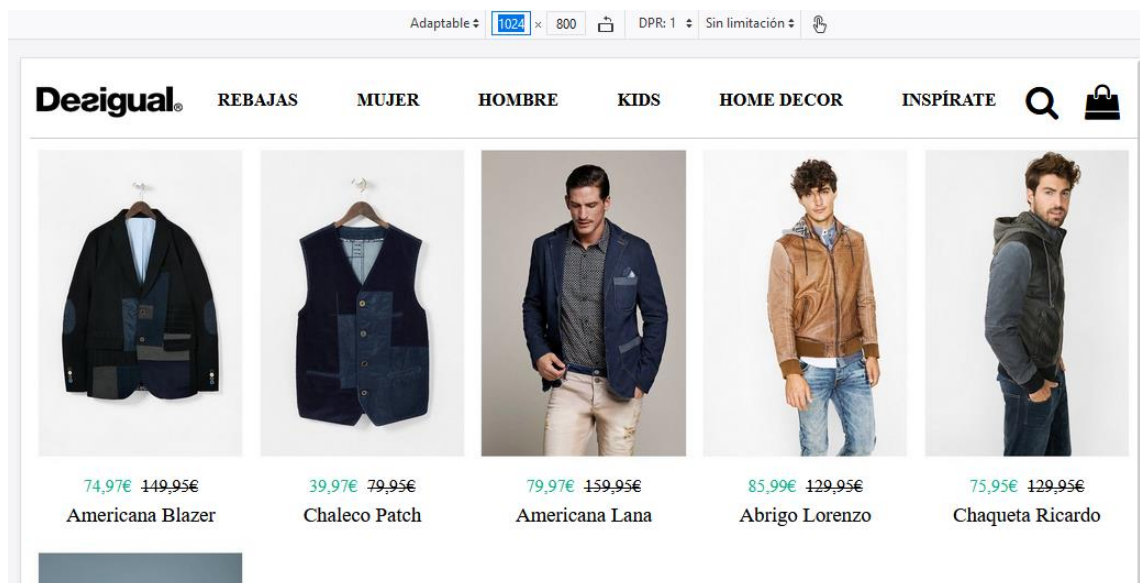 Adaptable 1024 × 800 DPR: 1 Sin limitación
Desigual® REBAJAS MUJER HOMBRE KIDS HOME DECOR INSPÍRATE
74,97€ 149,95€ 39,97€ 79,95€ 79,97€ 159,95€ 85,99€ 129,95€ 75,95€ 129,95€
Americana Blazer Chaleco Patch Americana Lana Abrigo Lorenzo Chaqueta Ricardo